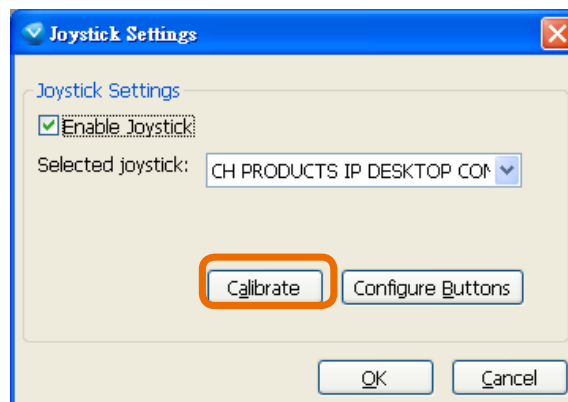 Joystick Settings
Joystick Settings
Enable Joystick
Selected joystick: CH PRODUCTS IP DESKTOP CON
Calibrate Configure Buttons
OK Cancel